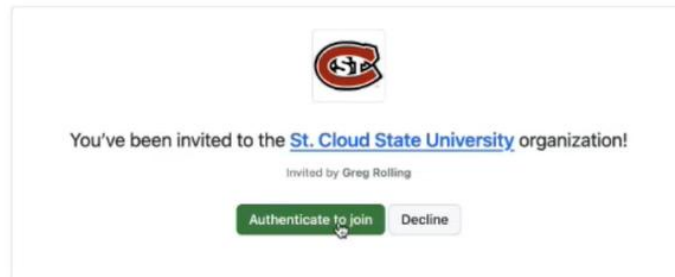 St
You've been invited to the St. Cloud State University organization!
Invited by Greg Rolling
Authenticate to join
Decline